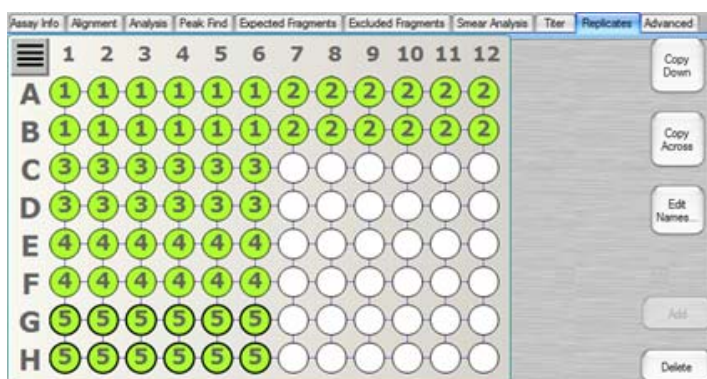 Assay Info Alignment Analysis Peak Find Expected Fragments Excluded Fragments Smear Analysis Titer Replicates Advanced
1 2 3 4 5 6 7 8 9 10 11 12
A 1 1 1 1 1 1 2 2 2 2 2 2
B 1 1 1 1 1 1 2 2 2 2 2 2
C 3 3 3 3 3 3
D 3 3 3 3 3 3
E 4 4 4 4 4 4
F 4 4 4 4 4 4
G 5 5 5 5 5 5
H 5 5 5 5 5 5
Copy
Down
Copy
Across
Edit
Names...
Add
Delete